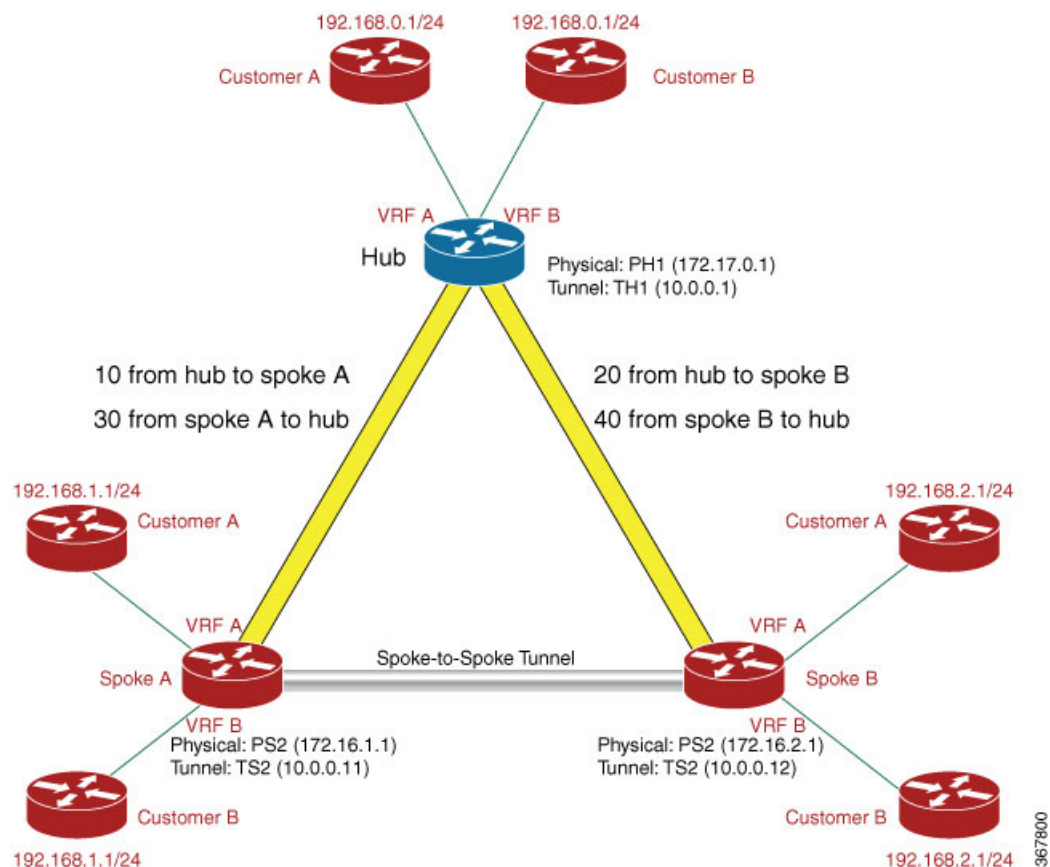 192.168.0.1/24
192.168.0.1/24
Customer A
Customer B
VRF A
VRF B
Hub
Physical: PH1 (172.17.0.1)
Tunnel: TH1 (10.0.0.1)
10 from hub to spoke A
30 from spoke A to hub
20 from hub to spoke B
40 from spoke B to hub
192.168.1.1/24
Customer A
192.168.2.1/24
Customer A
VRF A
Spoke A
VRF B
Spoke-to-Spoke Tunnel
VRF A
Spoke B
VRF B
Physical: PS2 (172.16.1.1)
Tunnel: TS2 (10.0.0.11)
Physical: PS2 (172.16.2.1)
Tunnel: TS2 (10.0.0.12)
Customer B
192.168.1.1/24
Customer B
192.168.2.1/24
367800